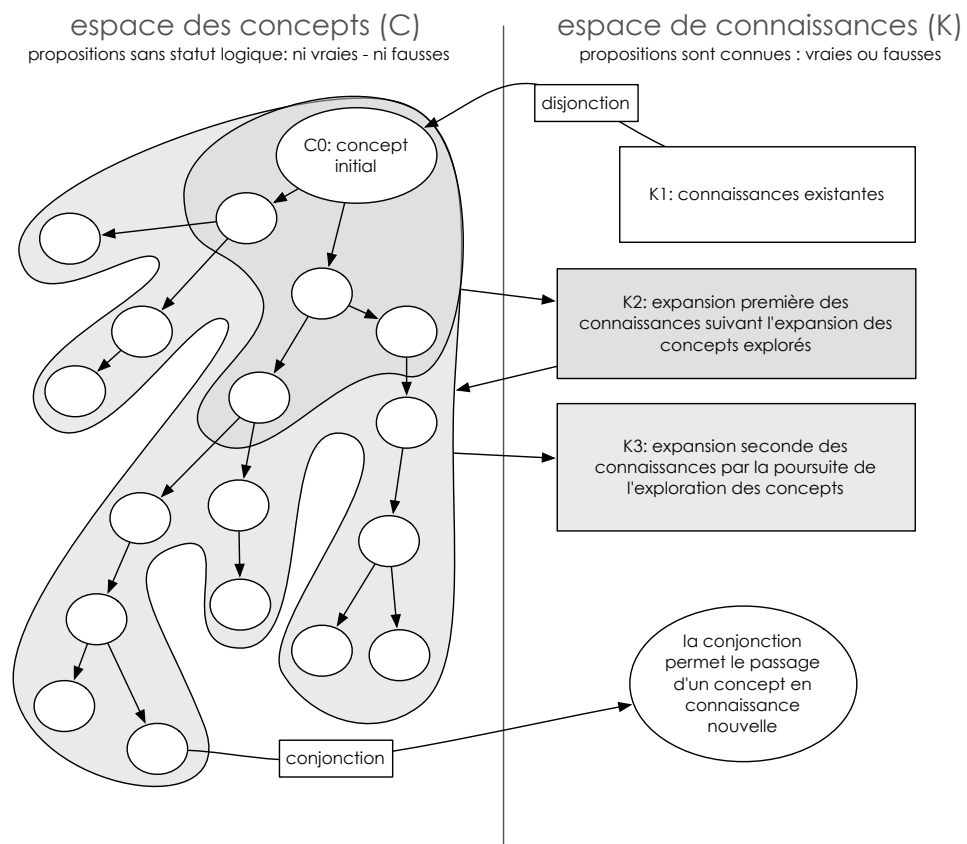 espace des concepts (C)
propositions sans statut logique: ni vraies - ni fausses
espace de connaissances (K)
propositions sont connues : vraies ou fausses
disjonction
C0: concept
initial
K1: connaissances existantes
K2: expansion première des
connaissances suivant l'expansion des
concepts explorés
K3: expansion seconde des
connaissances par la poursuite de
l'exploration des concepts
la conjonction
permet le passage
d'un concept en
connaissance
nouvelle
conjonction